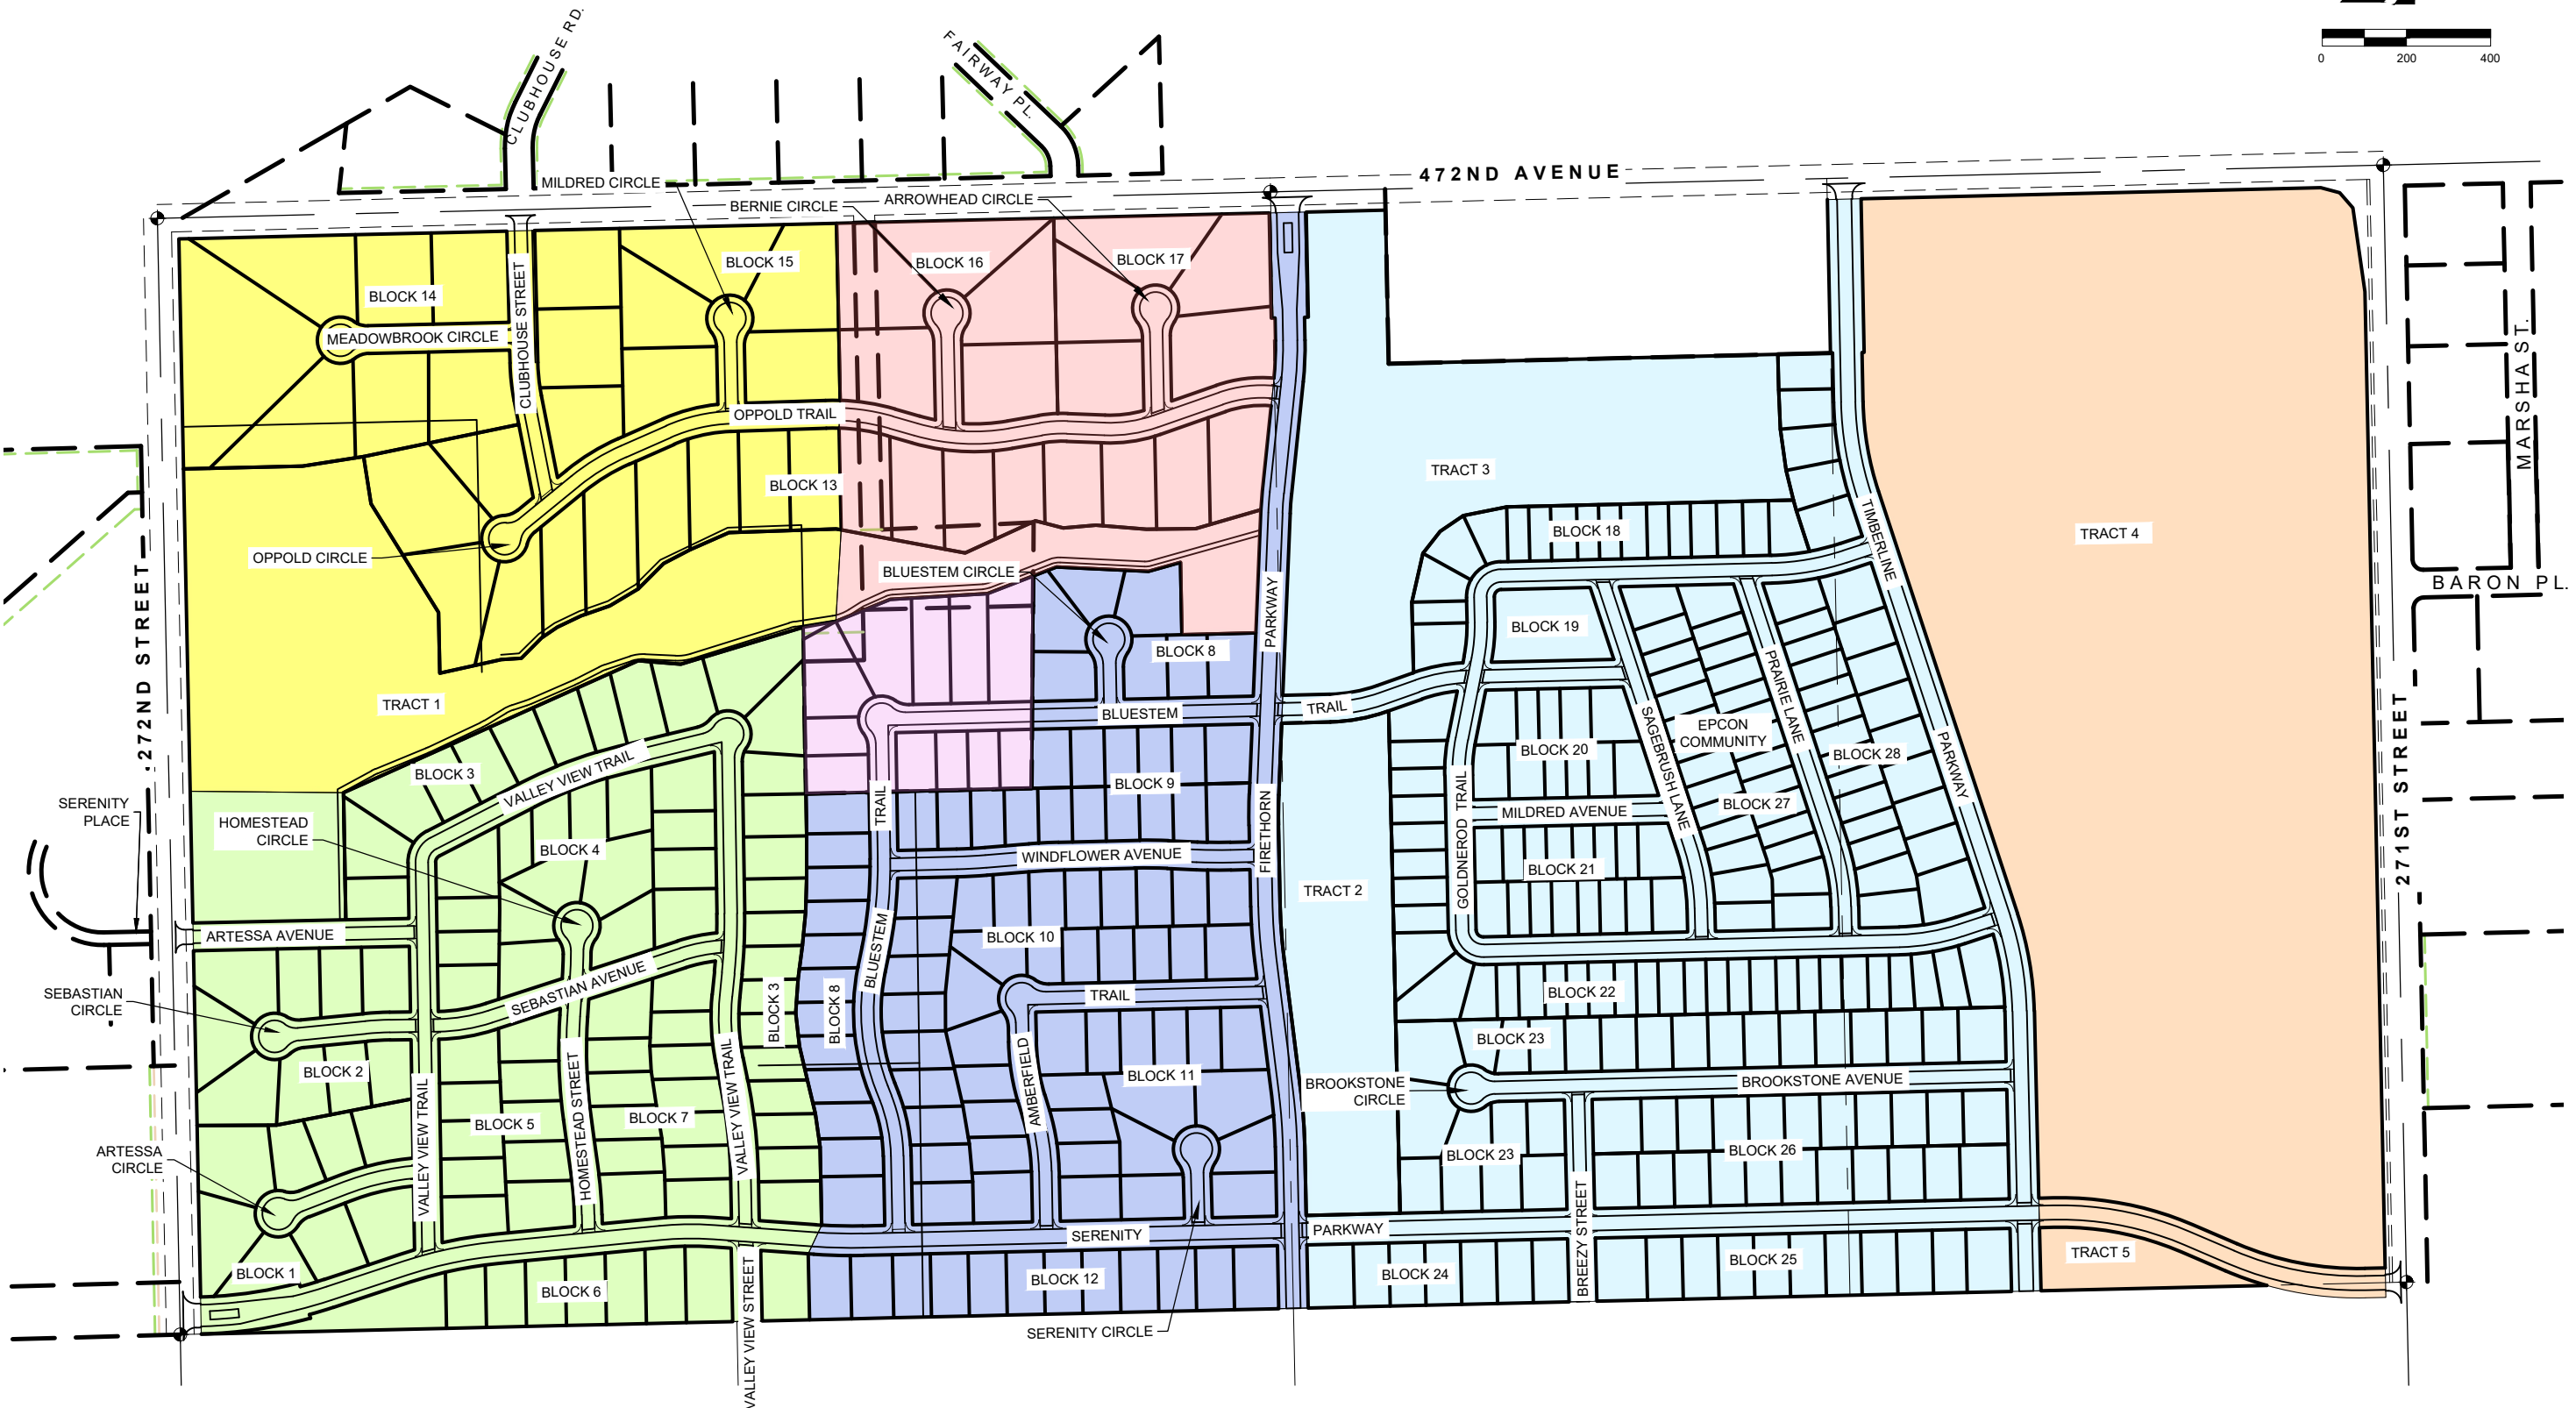 CLUBHOUSE RD.
FAIRWAY PL.
0 200 400
472ND AVENUE
MILDRED CIRCLE
BERNIE CIRCLE
ARROWHEAD CIRCLE
BLOCK 14
BLOCK 15
BLOCK 16
BLOCK 17
CLUBHOUSE STREET
MEADOWBROOK CIRCLE
MARSHA ST.
OPPOLD TRAIL
BLOCK 13
TRACT 3
BLOCK 18
TIMBERLINE
TRACT 4
OPPOLD CIRCLE
BLUESTEM CIRCLE
BARON PL.
272ND STREET
PARKWAY
BLOCK 19
BLOCK 8
TRACT 1
BLUESTEM
TRAIL
PRAIRIE LANE
SAGEBRUSH LANE
EPCON
COMMUNITY
BLOCK 20
BLOCK 28
PARKWAY
271ST STREET
BLOCK 3
VALLEY VIEW TRAIL
BLOCK 9
SERENITY
PLACE
HOMESTEAD
CIRCLE
TRAIL
FIRETHORN
GOLDNEROD TRAIL
MILDRED AVENUE
BLOCK 27
BLOCK 4
WINDFLOWER AVENUE
BLOCK 21
TRACT 2
ARTESSA AVENUE
BLUESTEM
BLOCK 10
SEBASTIAN
CIRCLE
SEBASTIAN AVENUE
BLOCK 3
BLOCK 8
TRAIL
BLOCK 22
BLOCK 23
BLOCK 2
AMBERFIELD
BLOCK 11
BROOKSTONE
CIRCLE
BROOKSTONE AVENUE
VALLEY VIEW TRAIL
BLOCK 5
HOMESTEAD STREET
BLOCK 7
VALLEY VIEW TRAIL
ARTESSA
CIRCLE
BLOCK 23
BLOCK 26
BREEZY STREET
SERENITY
PARKWAY
BLOCK 1
BLOCK 6
BLOCK 12
BLOCK 24
BLOCK 25
TRACT 5
VALLEY VIEW STREET
SERENITY CIRCLE